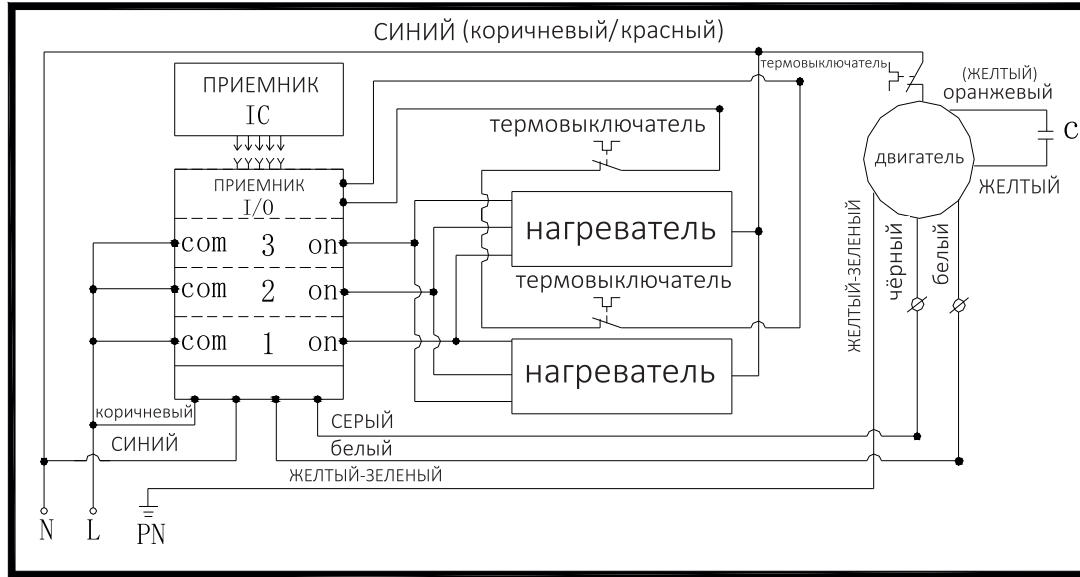 СИНИЙ (коричневый/красный)
термовыключатель
ПРИЕМНИК
IC
(ЖЕЛТЫЙ)
оранжевый
C
термовыключатель
двигатель
ПРИЕМНИК
I/O
ЖЕЛТЫЙ
com 3 on
нагреватель
ЖЕЛТЫЙ-ЗЕЛЕНЫЙ
чёрный
белый
com 2 on
термовыключатель
com 1 on
нагреватель
коричневый
СЕРЫЙ
СИНИЙ
белый
ЖЕЛТЫЙ-ЗЕЛЕНЫЙ
N L PN